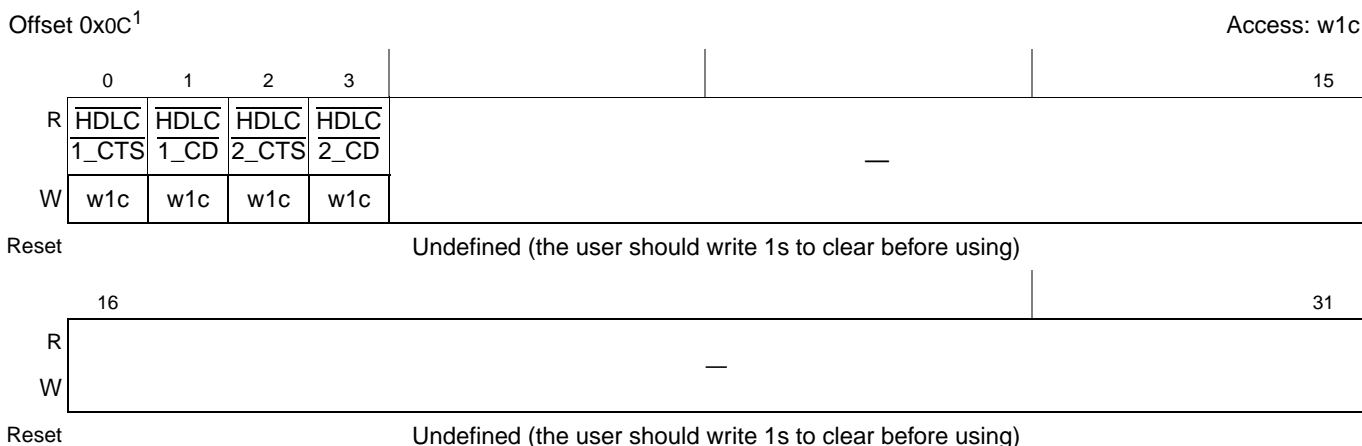 Offset 0x0C1 Access: w1c
0 1 2 3 15
R HDLC HDLC HDLC HDLC
1_CTS 1_CD 2_CTS 2_CD —
W w1c w1c w1c w1c
Reset Undefined (the user should write 1s to clear before using)
16 31
R
—
W
Reset Undefined (the user should write 1s to clear before using)